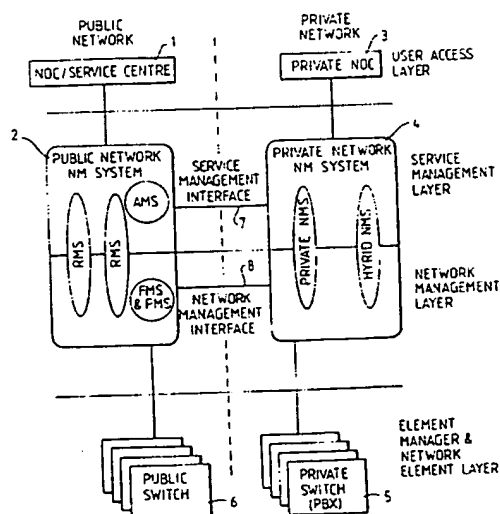 PUBLIC
NETWORK
PRIVATE
NETWORK
1
3
NOC/SERVICE CENTRE
PRIVATE NOC
USER ACCESS
LAYER
2
4
PUBLIC NETWORK
NM SYSTEM
PRIVATE NETWORK
NM SYSTEM
SERVICE
MANAGEMENT
INTERFACE
SERVICE
MANAGEMENT
LAYER
AMS
7
RMS
RMS
PRIVATE NMS
HYRID NMS
8
FMS
& FMS
NETWORK
MANAGEMENT
INTERFACE
NETWORK
MANAGEMENT
LAYER
ELEMENT
MANAGER &
NETWORK
ELEMENT LAYER
PUBLIC
SWITCH
6
PRIVATE
SWITCH
(PBX)
5